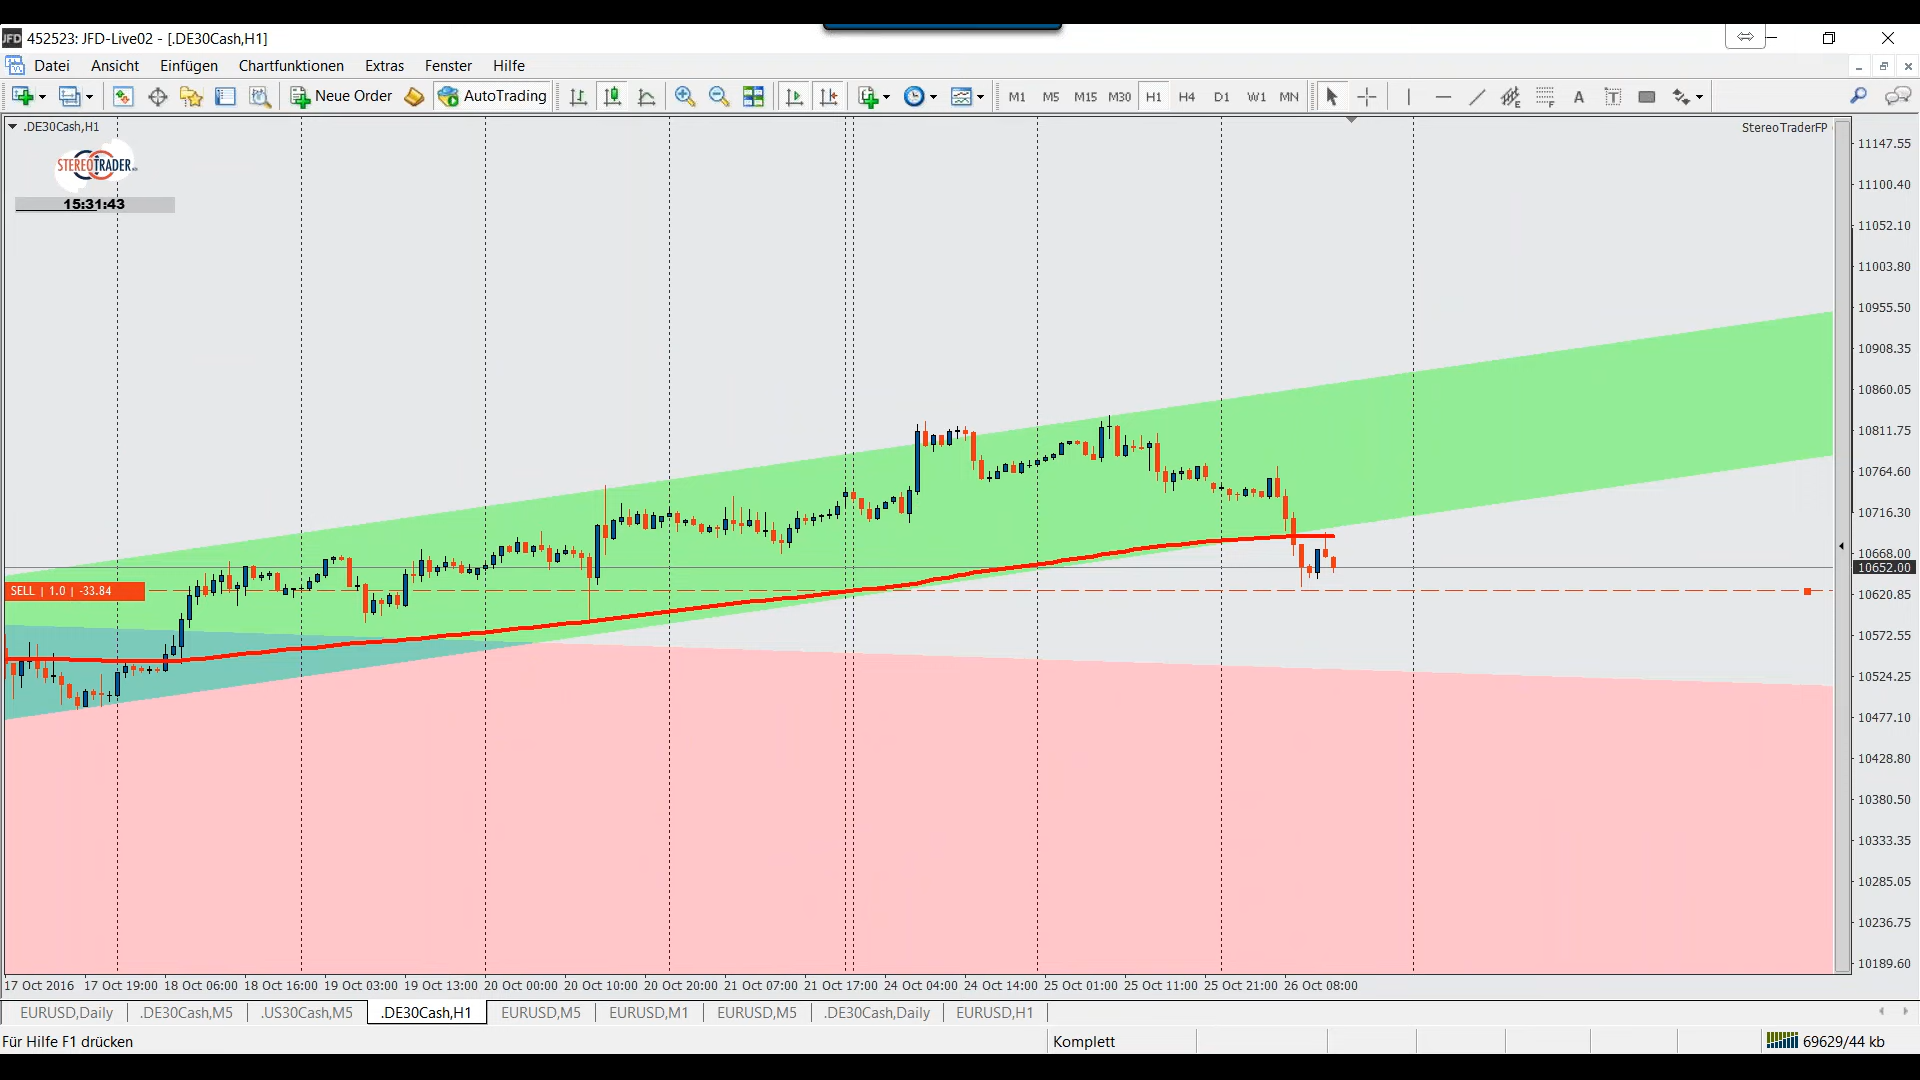 JFD 452523: JFD-Live02 - [.DE30Cash,H1]
Datei Ansicht Einfügen Chartfunktionen Extras Fenster Hilfe
Neue Order AutoTrading M1 M5 M15 M30 H1 H4 D1 W1 MN A T
.DE30Cash,H1
StereoTraderFP
STEREOTRADER
15:31:43
11147.55
11100.40
11052.10
11003.80
10955.50
10908.35
10860.05
10811.75
10764.60
10716.30
10668.00
10652.00
SELL | 1.0 | -33.84
10620.85
10572.55
10524.25
10477.10
10428.80
10380.50
10333.35
10285.05
10236.75
10189.60
17 Oct 2016 17 Oct 19:00 18 Oct 06:00 18 Oct 16:00 19 Oct 03:00 19 Oct 13:00 20 Oct 00:00 20 Oct 10:00 20 Oct 20:00 21 Oct 07:00 21 Oct 17:00 24 Oct 04:00 24 Oct 14:00 25 Oct 01:00 25 Oct 11:00 25 Oct 21:00 26 Oct 08:00
EURUSD,Daily .DE30Cash,M5 .US30Cash,M5 .DE30Cash,H1 EURUSD,M5 EURUSD,M1 EURUSD,M5 .DE30Cash,Daily EURUSD,H1
Für Hilfe F1 drücken Komplett 69629/44 kb